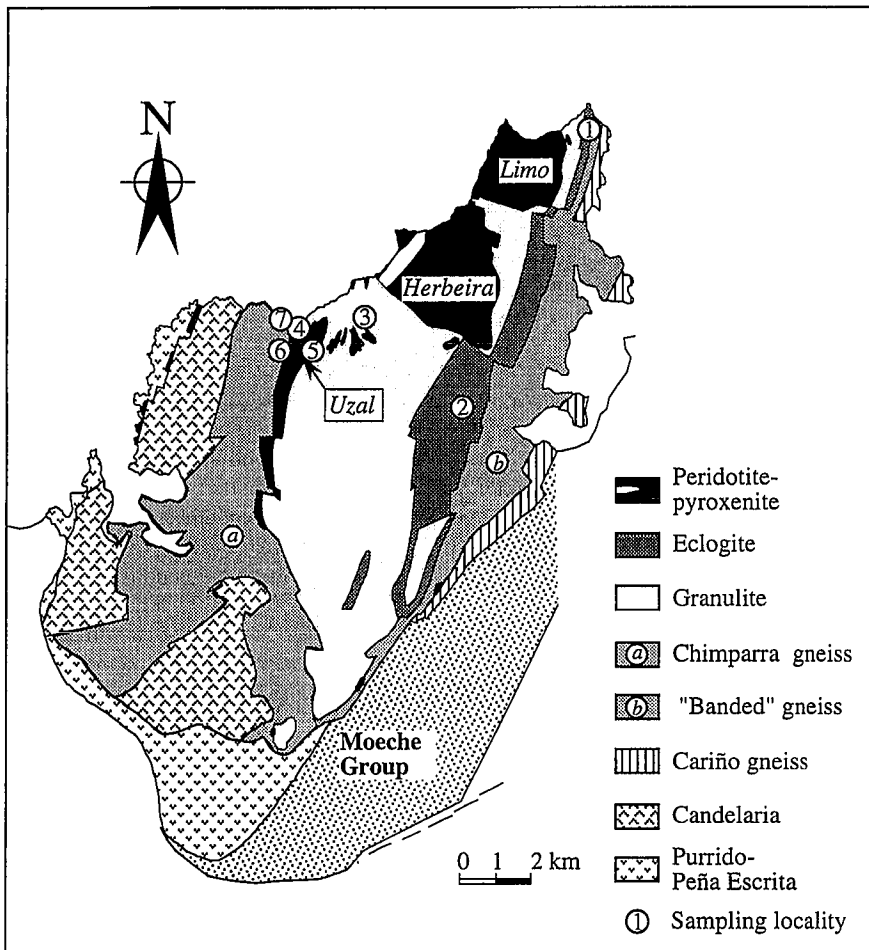 N
Limo
1
Herbeira
7
4
3
6
5
Uzal
2
b
a
Moeche
Group
0 1 2 km
Peridotite-
pyroxenite
Eclogite
Granulite
a Chimparra gneiss
b "Banded" gneiss
Cariño gneiss
Candelaria
Purrido-
Peña Escrita
1 Sampling locality